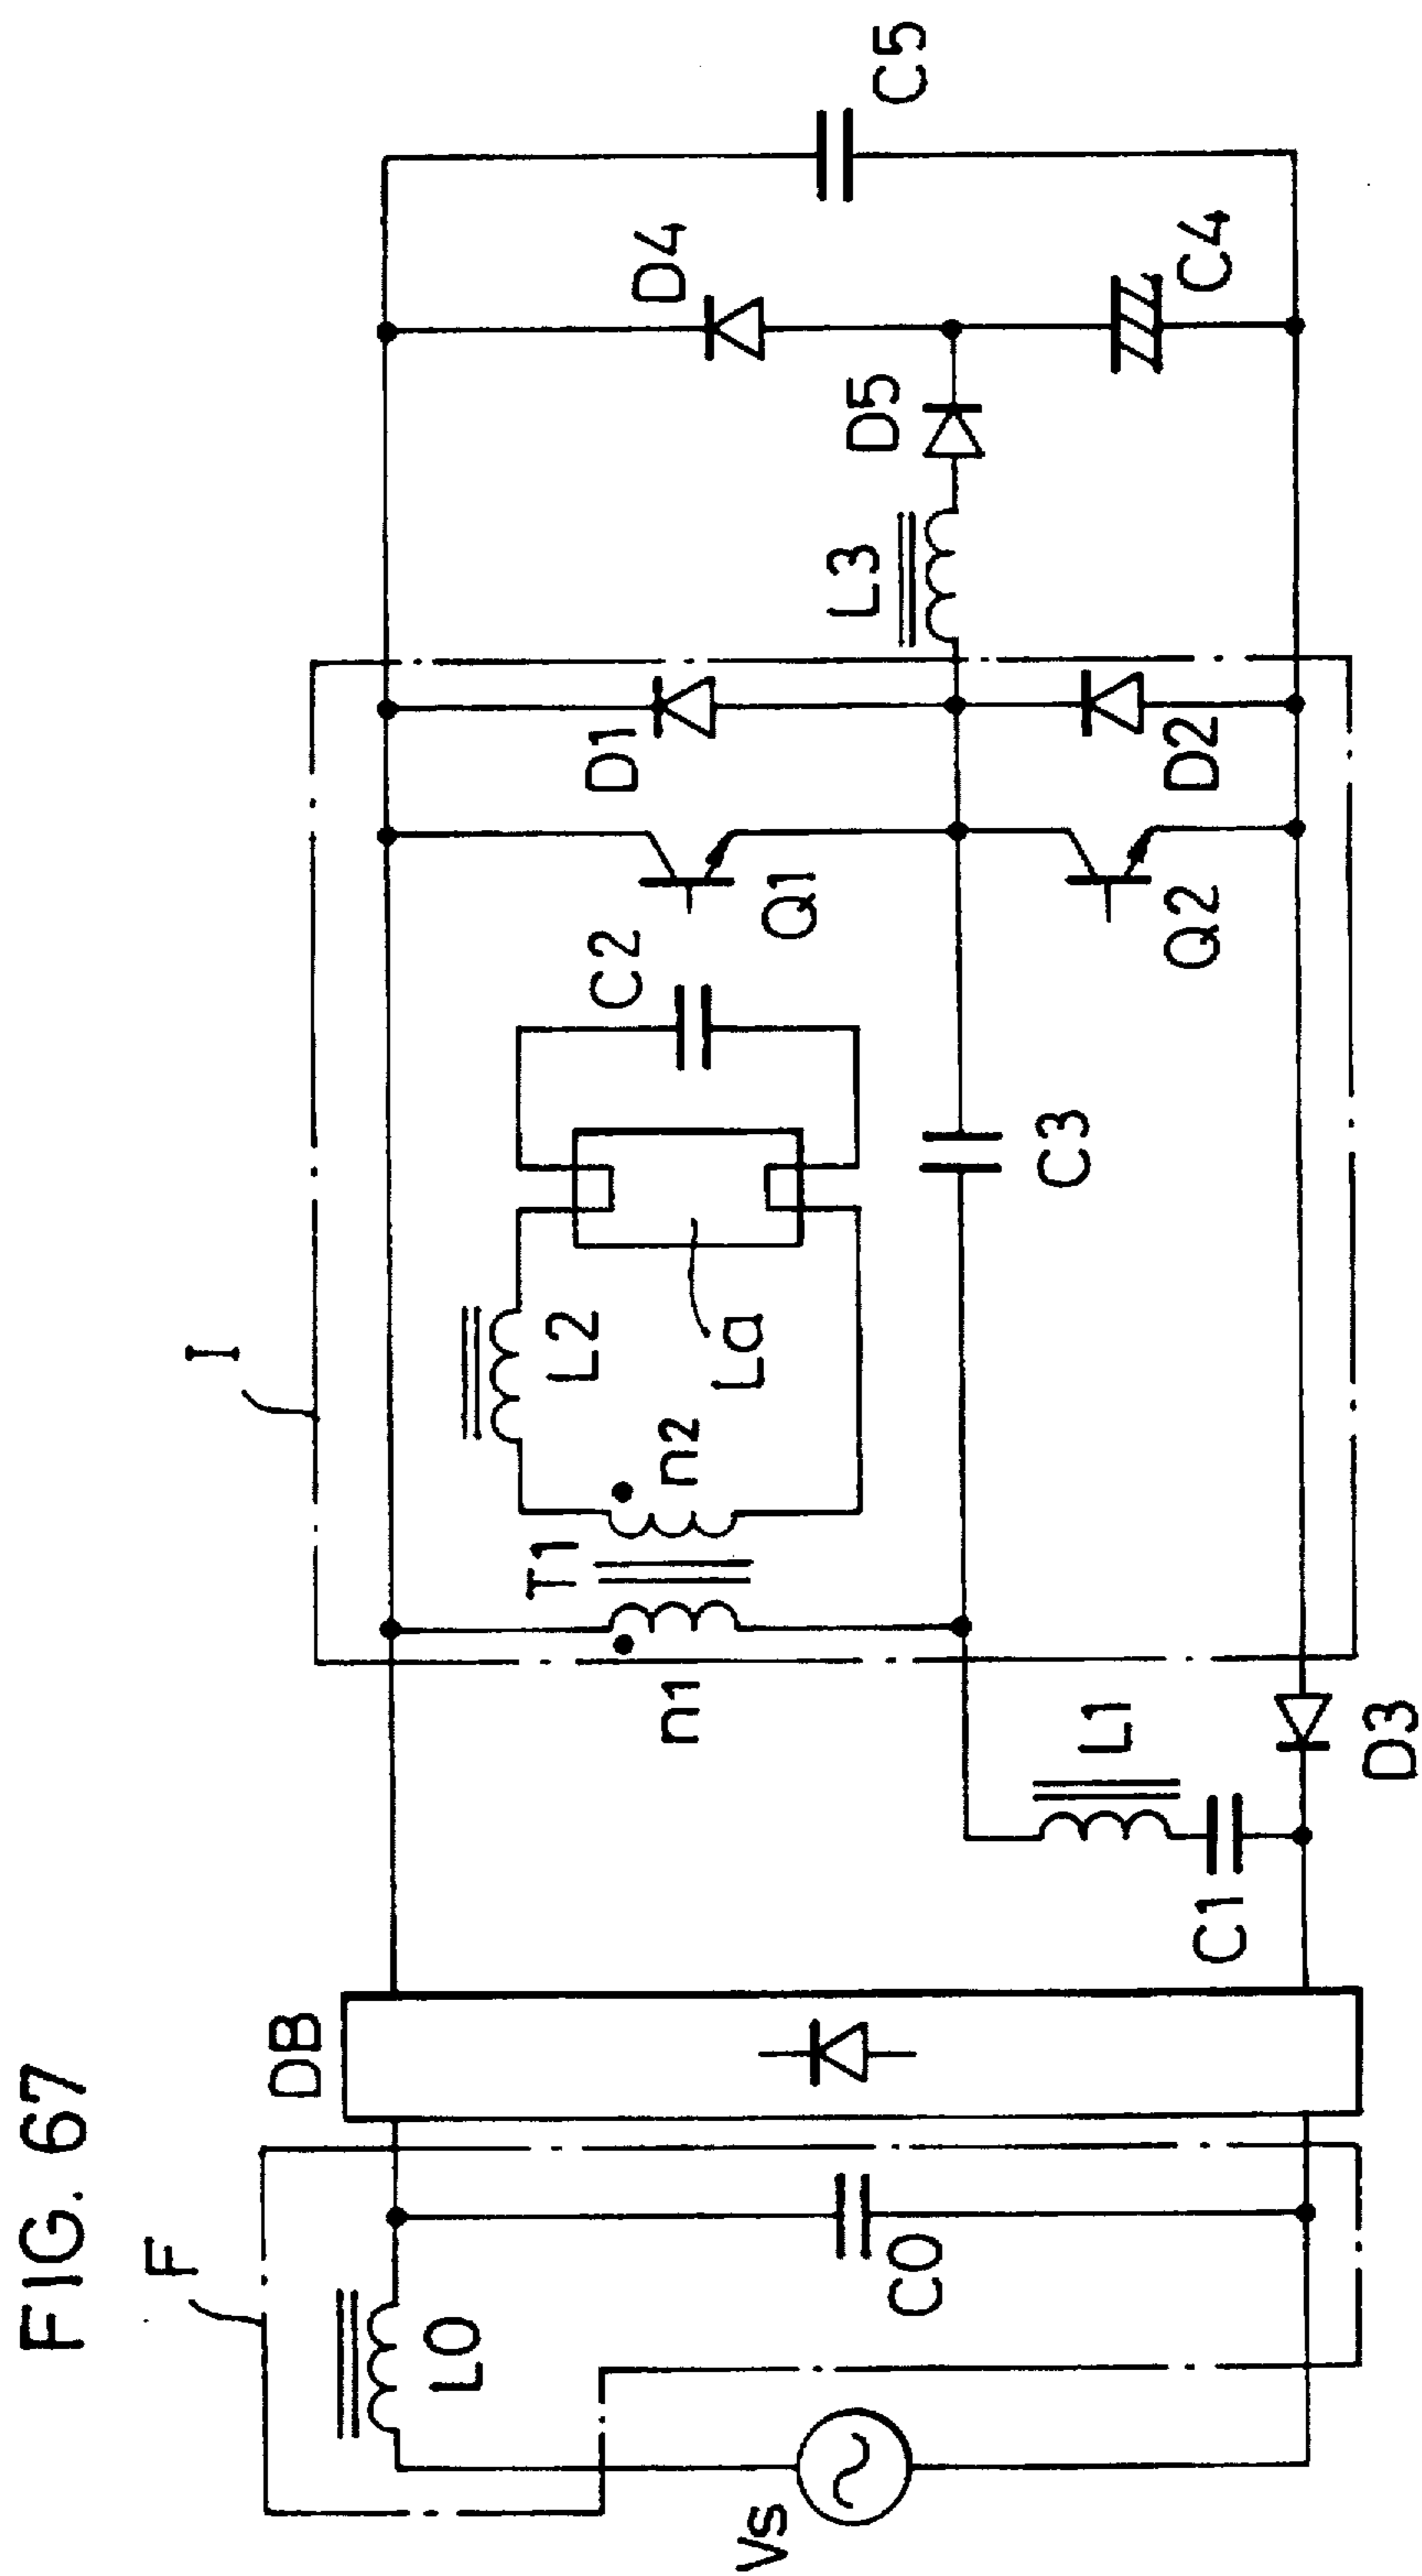 FIG. 67
F
I
Vs
L0
C0
DB
n1
T1
n2
L2
La
C2
C1
L1
D3
C3
Q1
Q2
D1
D2
L3
D5
D4
C4
C5